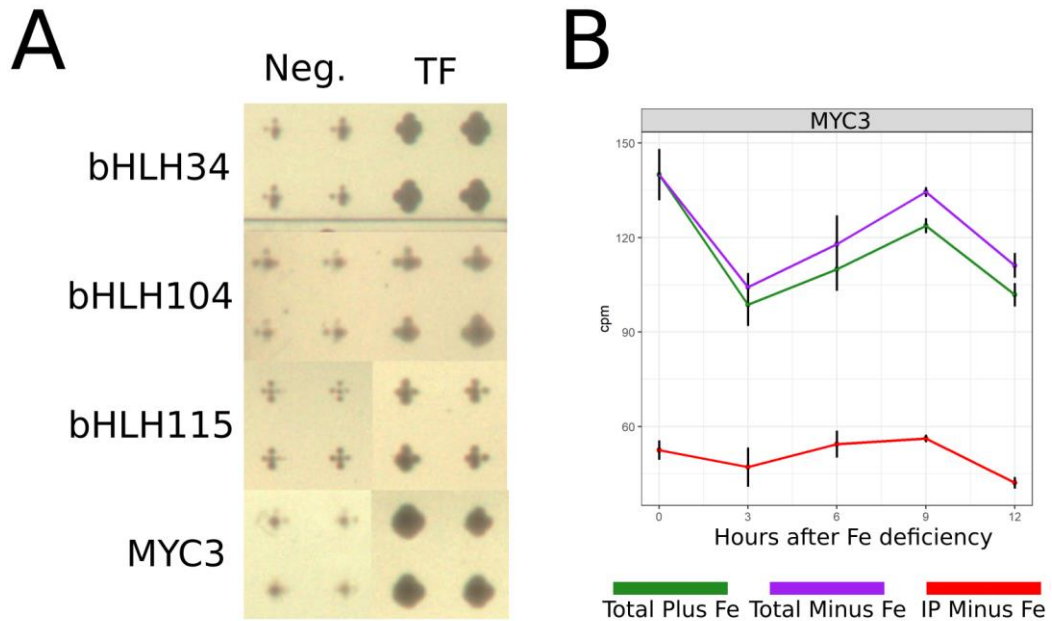 A
Neg. TF
bHLH34
bHLH104
bHLH115
MYC3
B
MYC3
150
120
90
60
cpm
0 3 6 9 12
Hours after Fe deficiency
Total Plus Fe Total Minus Fe IP Minus Fe